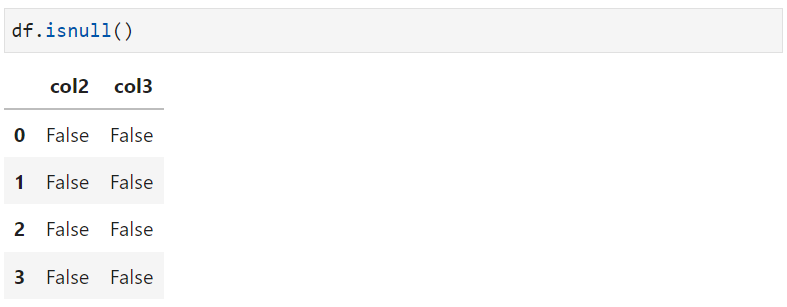 df.isnull()
col2 col3
0 False False
1 False False
2 False False
3 False False